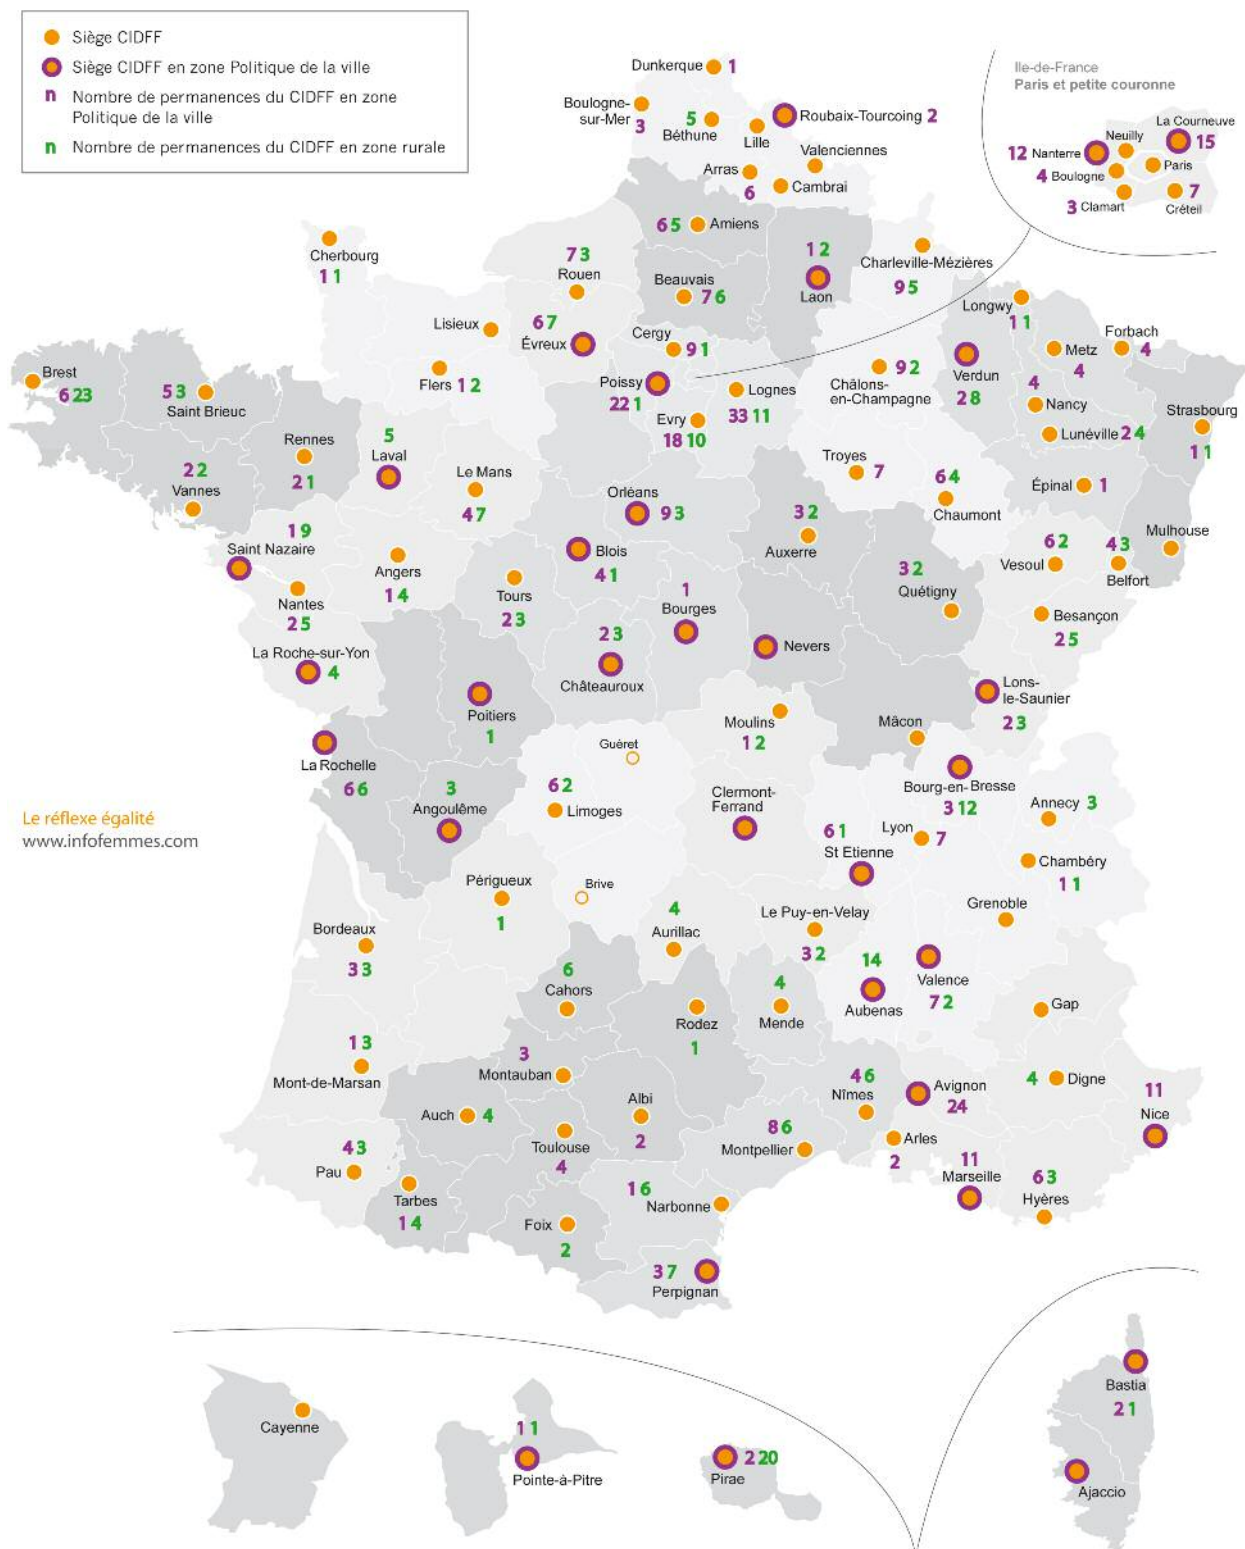 Siège CIDFF
Siège CIDFF en zone Politique de la ville
n Nombre de permanences du CIDFF en zone
Politique de la ville
n Nombre de permanences du CIDFF en zone rurale
Ile-de-France
Paris et petite couronne
La Courneuve
15
Neuilly
12 Nanterre
Paris
4 Boulogne
3 Clamart
7
Créteil
Dunkerque 1
Boulogne-
sur-Mer
3
5
Béthune
Lille
Roubaix-Tourcoing 2
Valenciennes
Arras
6
Cambrai
6 5 Amiens
Cherbourg
1 1
7 3
Rouen
Beauvais
7 6
1 2
Laon
Charleville-Mézières
9 5
Lisieux
6 7
Évreux
Cergy
9 1
Longwy
1 1
Forbach
4
Metz
4
Brest
6 23
5 3
Saint Brieuc
Flers 1 2
Poissy
22 1
Lognes
33 11
9 2
Châlons-
en-Champagne
Verdun
2 8
4
Nancy
Strasbourg
1 1
Evry
18 10
Lunéville 2 4
Rennes
2 1
5
Laval
Le Mans
4 7
Troyes 7
6 4
Chaumont
Épinal 1
2 2
Vannes
Orléans
9 3
3 2
Auxerre
Mulhouse
1 9
Saint Nazaire
Angers
1 4
Blois
4 1
6 2
Vesoul
4 3
Belfort
3 2
Quétigny
Nantes
2 5
Tours
2 3
1
Bourges
Besançon
2 5
La Roche-sur-Yon
4
2 3
Châteauroux
Nevers
Poitiers
1
Lons-
le-Saunier
2 3
Moulins
1 2
Mâcon
La Rochelle
6 6
Guéret
Bourg-en-Bresse
3 12
3
Angoulême
6 2
Limoges
Clermont-
Ferrand
Annecy 3
Le réflexe égalité
www.infofemmes.com
6 1
St Etienne
Lyon
7
Chambéry
1 1
Périgueux
1
Brive
4
Aurillac
Le Puy-en-Velay
3 2
Grenoble
Bordeaux
3 3
6
Cahors
4
Mende
14
Aubenas
Valence
7 2
Gap
Rodez
1
1 3
Mont-de-Marsan
3
Montauban
4 6
Nîmes
Avignon
24
4 Digne
11
Nice
Auch 4
Albi
2
Toulouse
4
8 6
Montpellier
Arles
2
11
Marseille
6 3
Hyères
4 3
Pau
Tarbes
1 4
1 6
Narbonne
Foix
2
3 7
Perpignan
Cayenne
1 1
Pointe-à-Pitre
2 20
Pirae
Bastia
2 1
Ajaccio